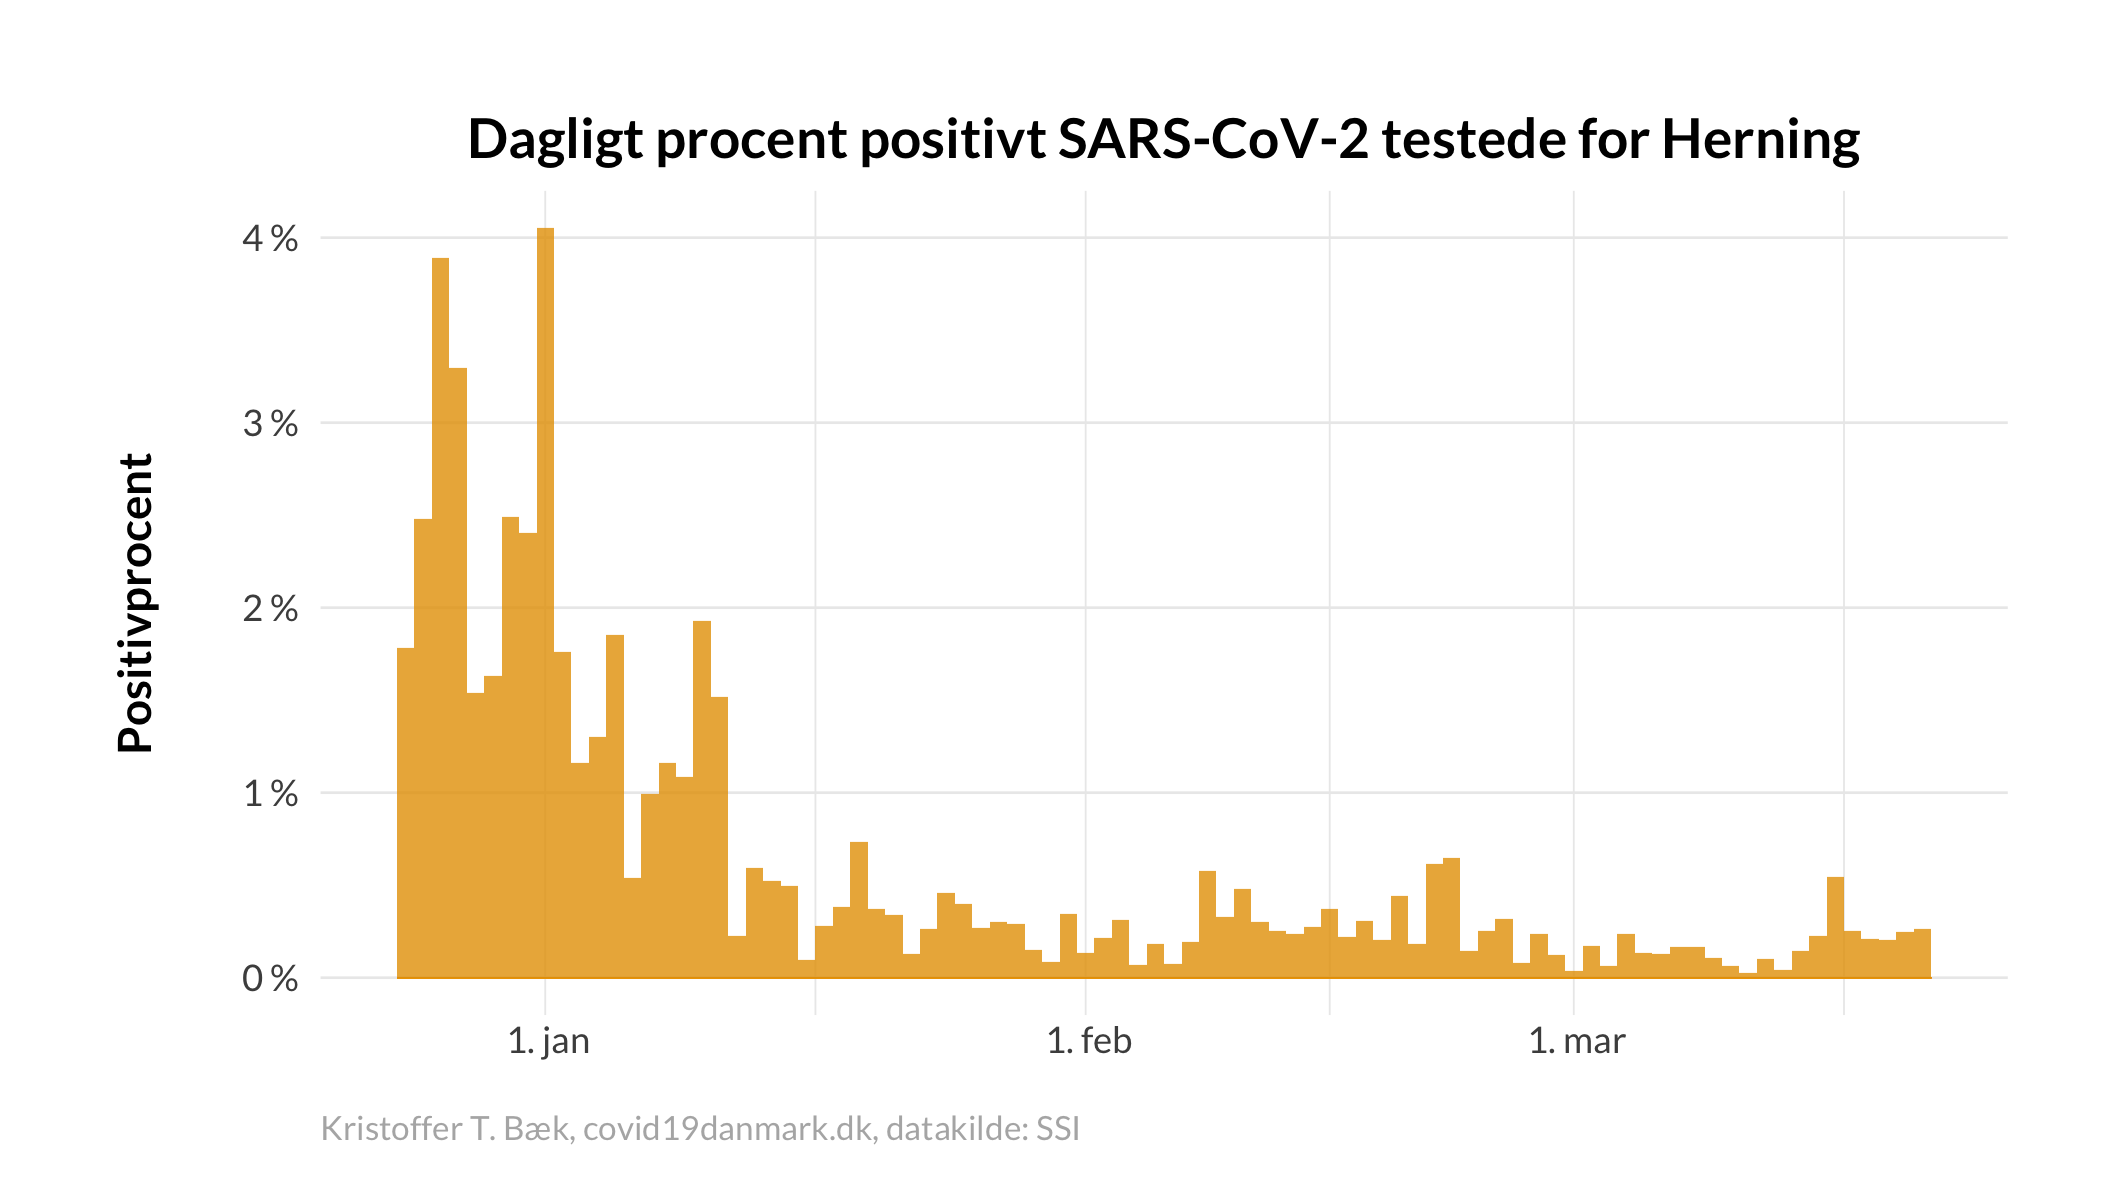 Dagligt procent positivt SARS-CoV-2 testede for Herning
Positivprocent
4 %
3 %
2 %
1 %
0 %
1. jan
1. feb
1. mar
Kristoffer T. Bæk, covid19danmark.dk, datakilde: SSI